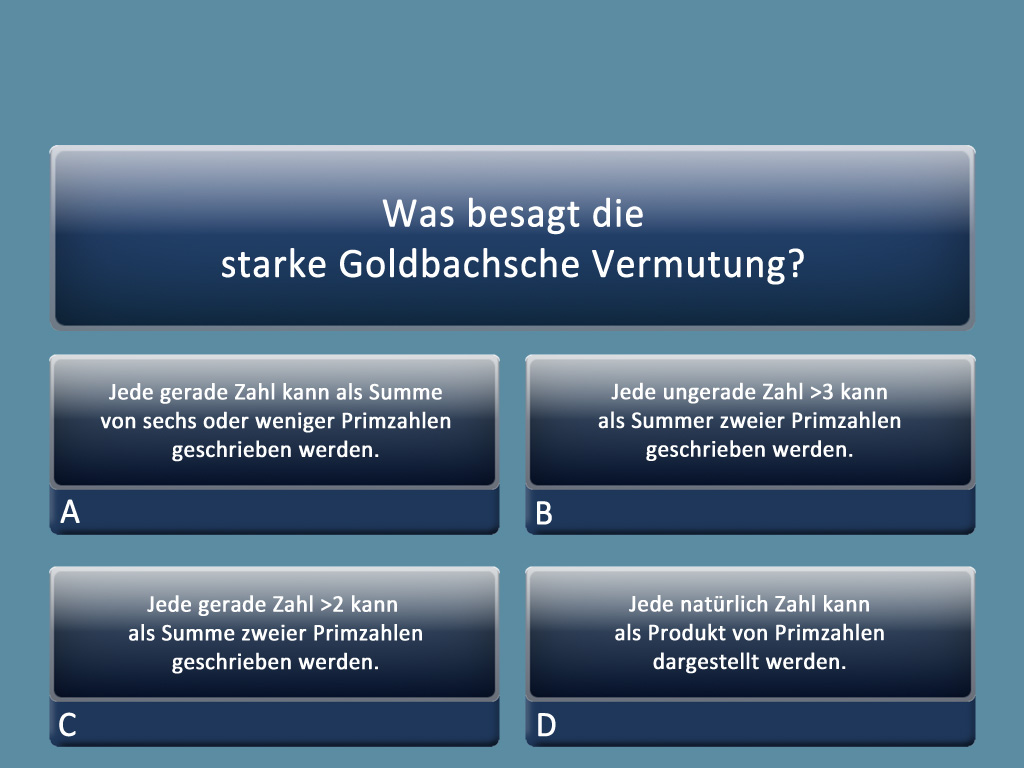 Was besagt die
starke Goldbachsche Vermutung?
Jede gerade Zahl kann als Summe
von sechs oder weniger Primzahlen
geschrieben werden.
A
Jede ungerade Zahl >3 kann
als Summer zweier Primzahlen
geschrieben werden.
B
Jede gerade Zahl >2 kann
als Summe zweier Primzahlen
geschrieben werden.
C
Jede natürlich Zahl kann
als Produkt von Primzahlen
dargestellt werden.
D